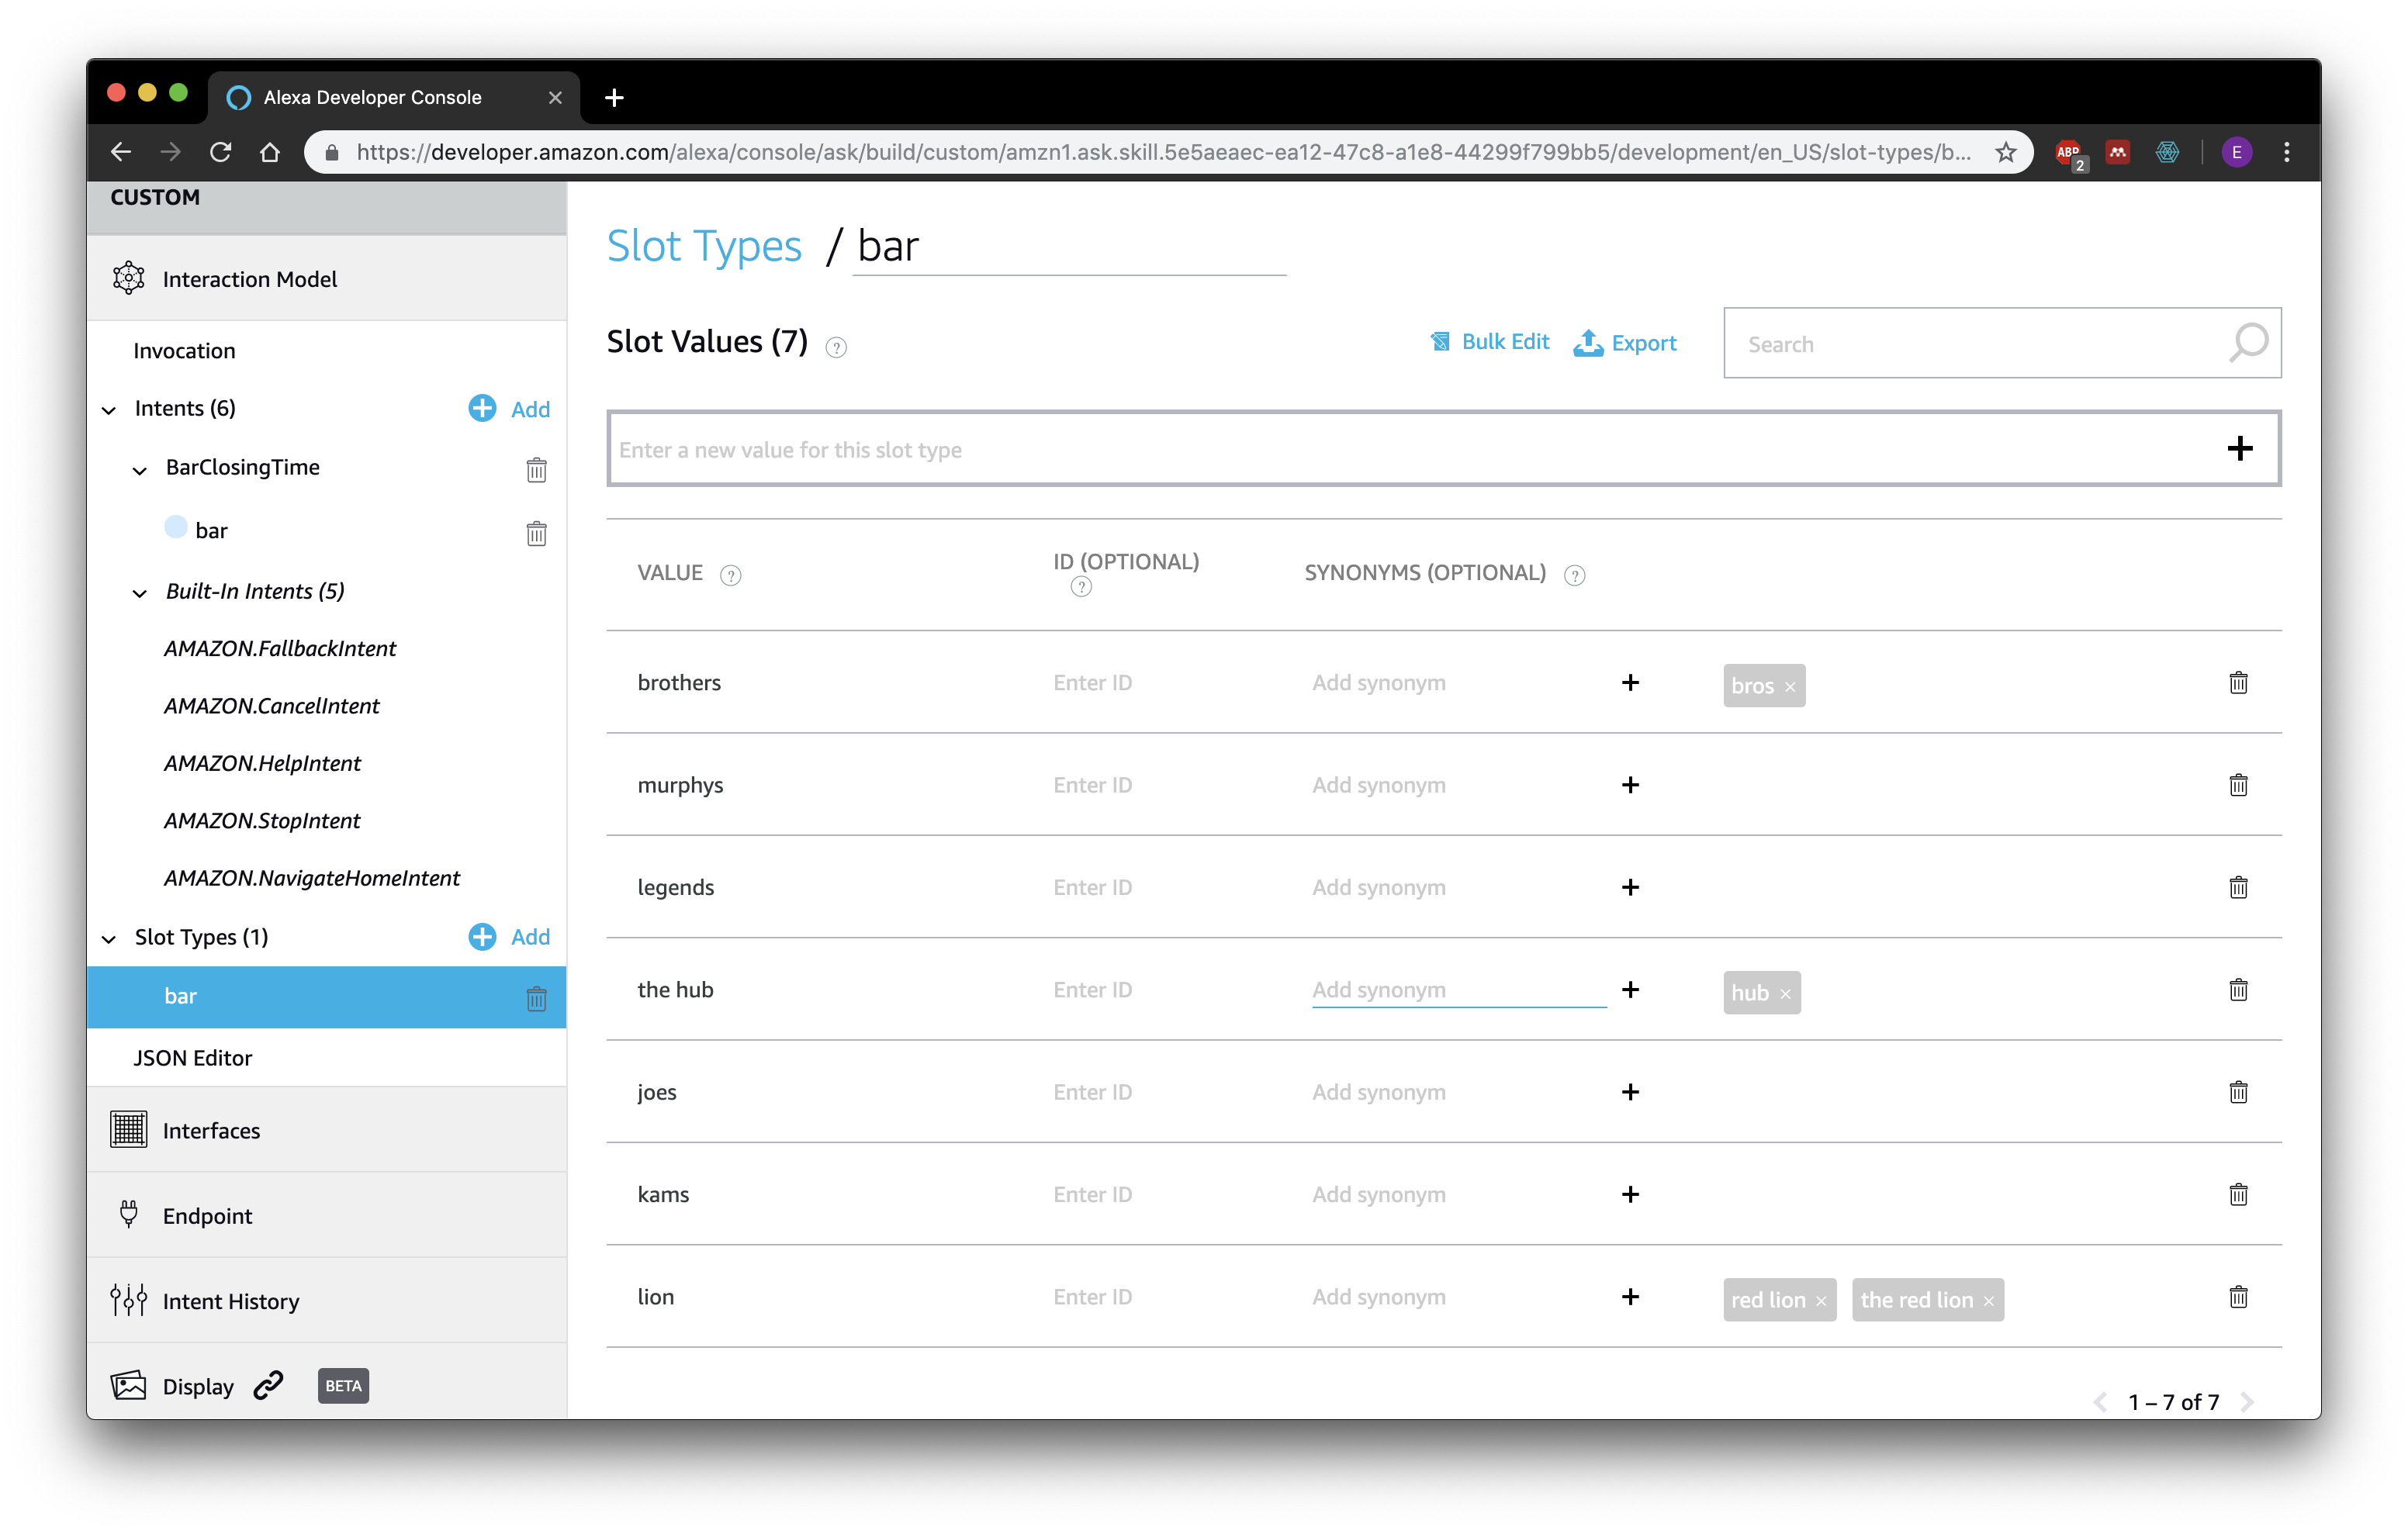 Alexa Developer Console
https://developer.amazon.com/alexa/console/ask/build/custom/amzn1.ask.skill.5e5aeaec-ea12-47c8-a1e8-44299f799bb5/development/en_US/slot-types/b...
ABP
2
E
CUSTOM
Interaction Model
Invocation
Intents (6)
Add
BarClosingTime
bar
Built-In Intents (5)
AMAZON.FallbackIntent
AMAZON.CancelIntent
AMAZON.HelpIntent
AMAZON.StopIntent
AMAZON.NavigateHomeIntent
Slot Types (1)
Add
bar
JSON Editor
Interfaces
Endpoint
Intent History
Display
BETA
Slot Types / bar
Slot Values (7) ?
Bulk Edit
Export
Search
Enter a new value for this slot type
VALUE ?
ID (OPTIONAL) ?
SYNONYMS (OPTIONAL) ?
brothers Enter ID Add synonym bros
murphys Enter ID Add synonym
legends Enter ID Add synonym
the hub Enter ID Add synonym hub
joes Enter ID Add synonym
kams Enter ID Add synonym
lion Enter ID Add synonym red lion the red lion
1 – 7 of 7